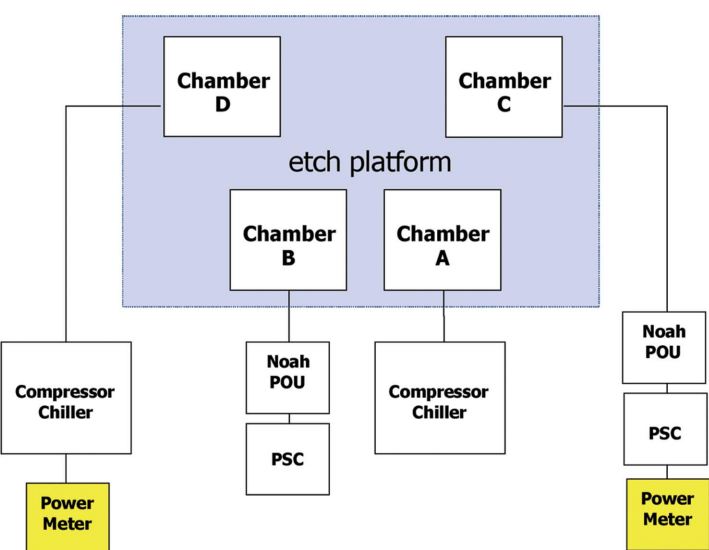 Chamber
D
Chamber
C
etch platform
Chamber
B
Chamber
A
Noah
POU
Compressor
Chiller
Noah
POU
Compressor
Chiller
PSC
PSC
Power
Meter
Power
Meter